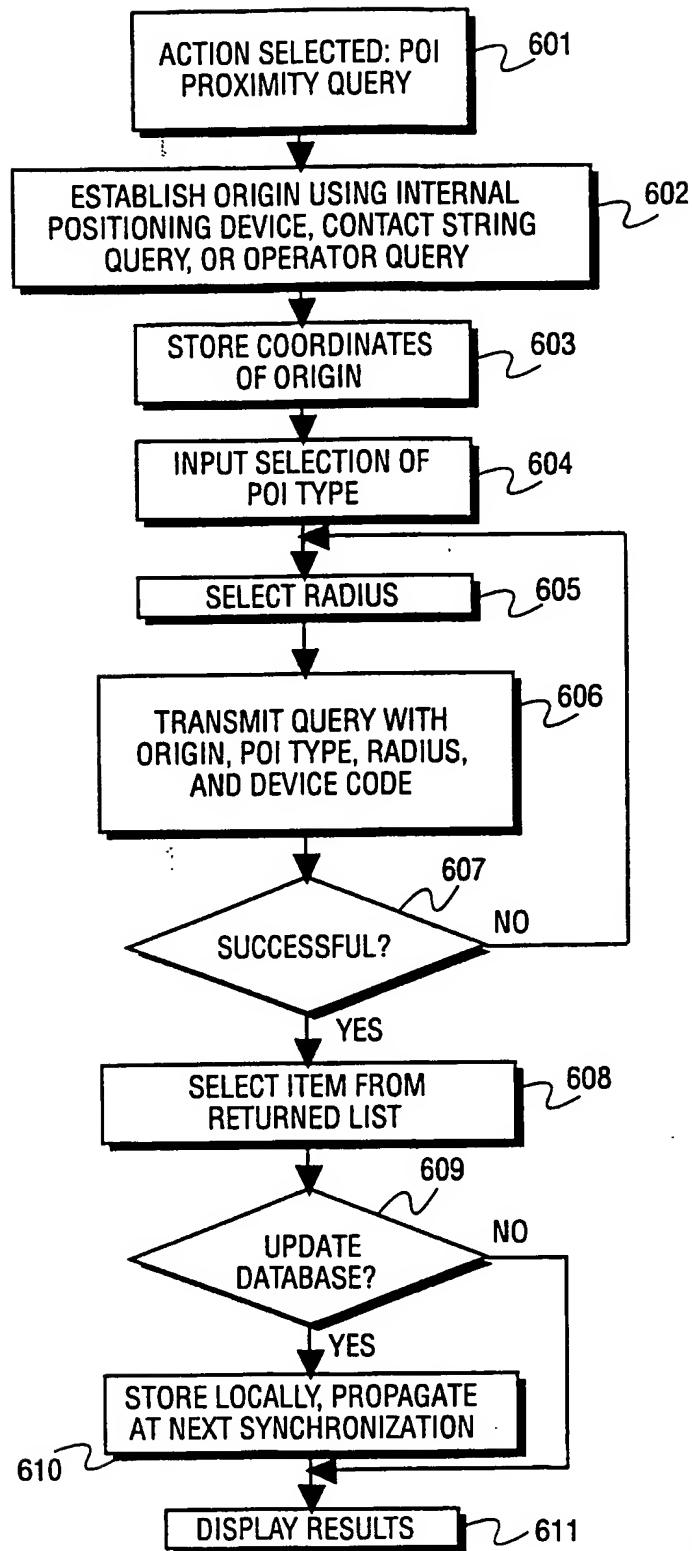 ACTION SELECTED: POI
PROXIMITY QUERY
601
ESTABLISH ORIGIN USING INTERNAL
POSITIONING DEVICE, CONTACT STRING
QUERY, OR OPERATOR QUERY
602
STORE COORDINATES
OF ORIGIN
603
INPUT SELECTION OF
POI TYPE
604
SELECT RADIUS
605
TRANSMIT QUERY WITH
ORIGIN, POI TYPE, RADIUS,
AND DEVICE CODE
606
607
SUCCESSFUL?
NO
YES
SELECT ITEM FROM
RETURNED LIST
608
609
UPDATE
DATABASE?
NO
YES
STORE LOCALLY, PROPAGATE
AT NEXT SYNCHRONIZATION
610
DISPLAY RESULTS
611